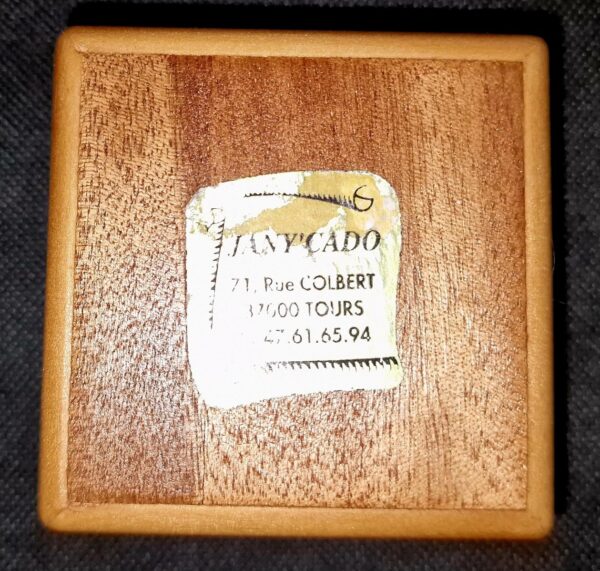 G
JANY'CADO
71, Rue COLBERT
37000 TOURS
47.61.65.94